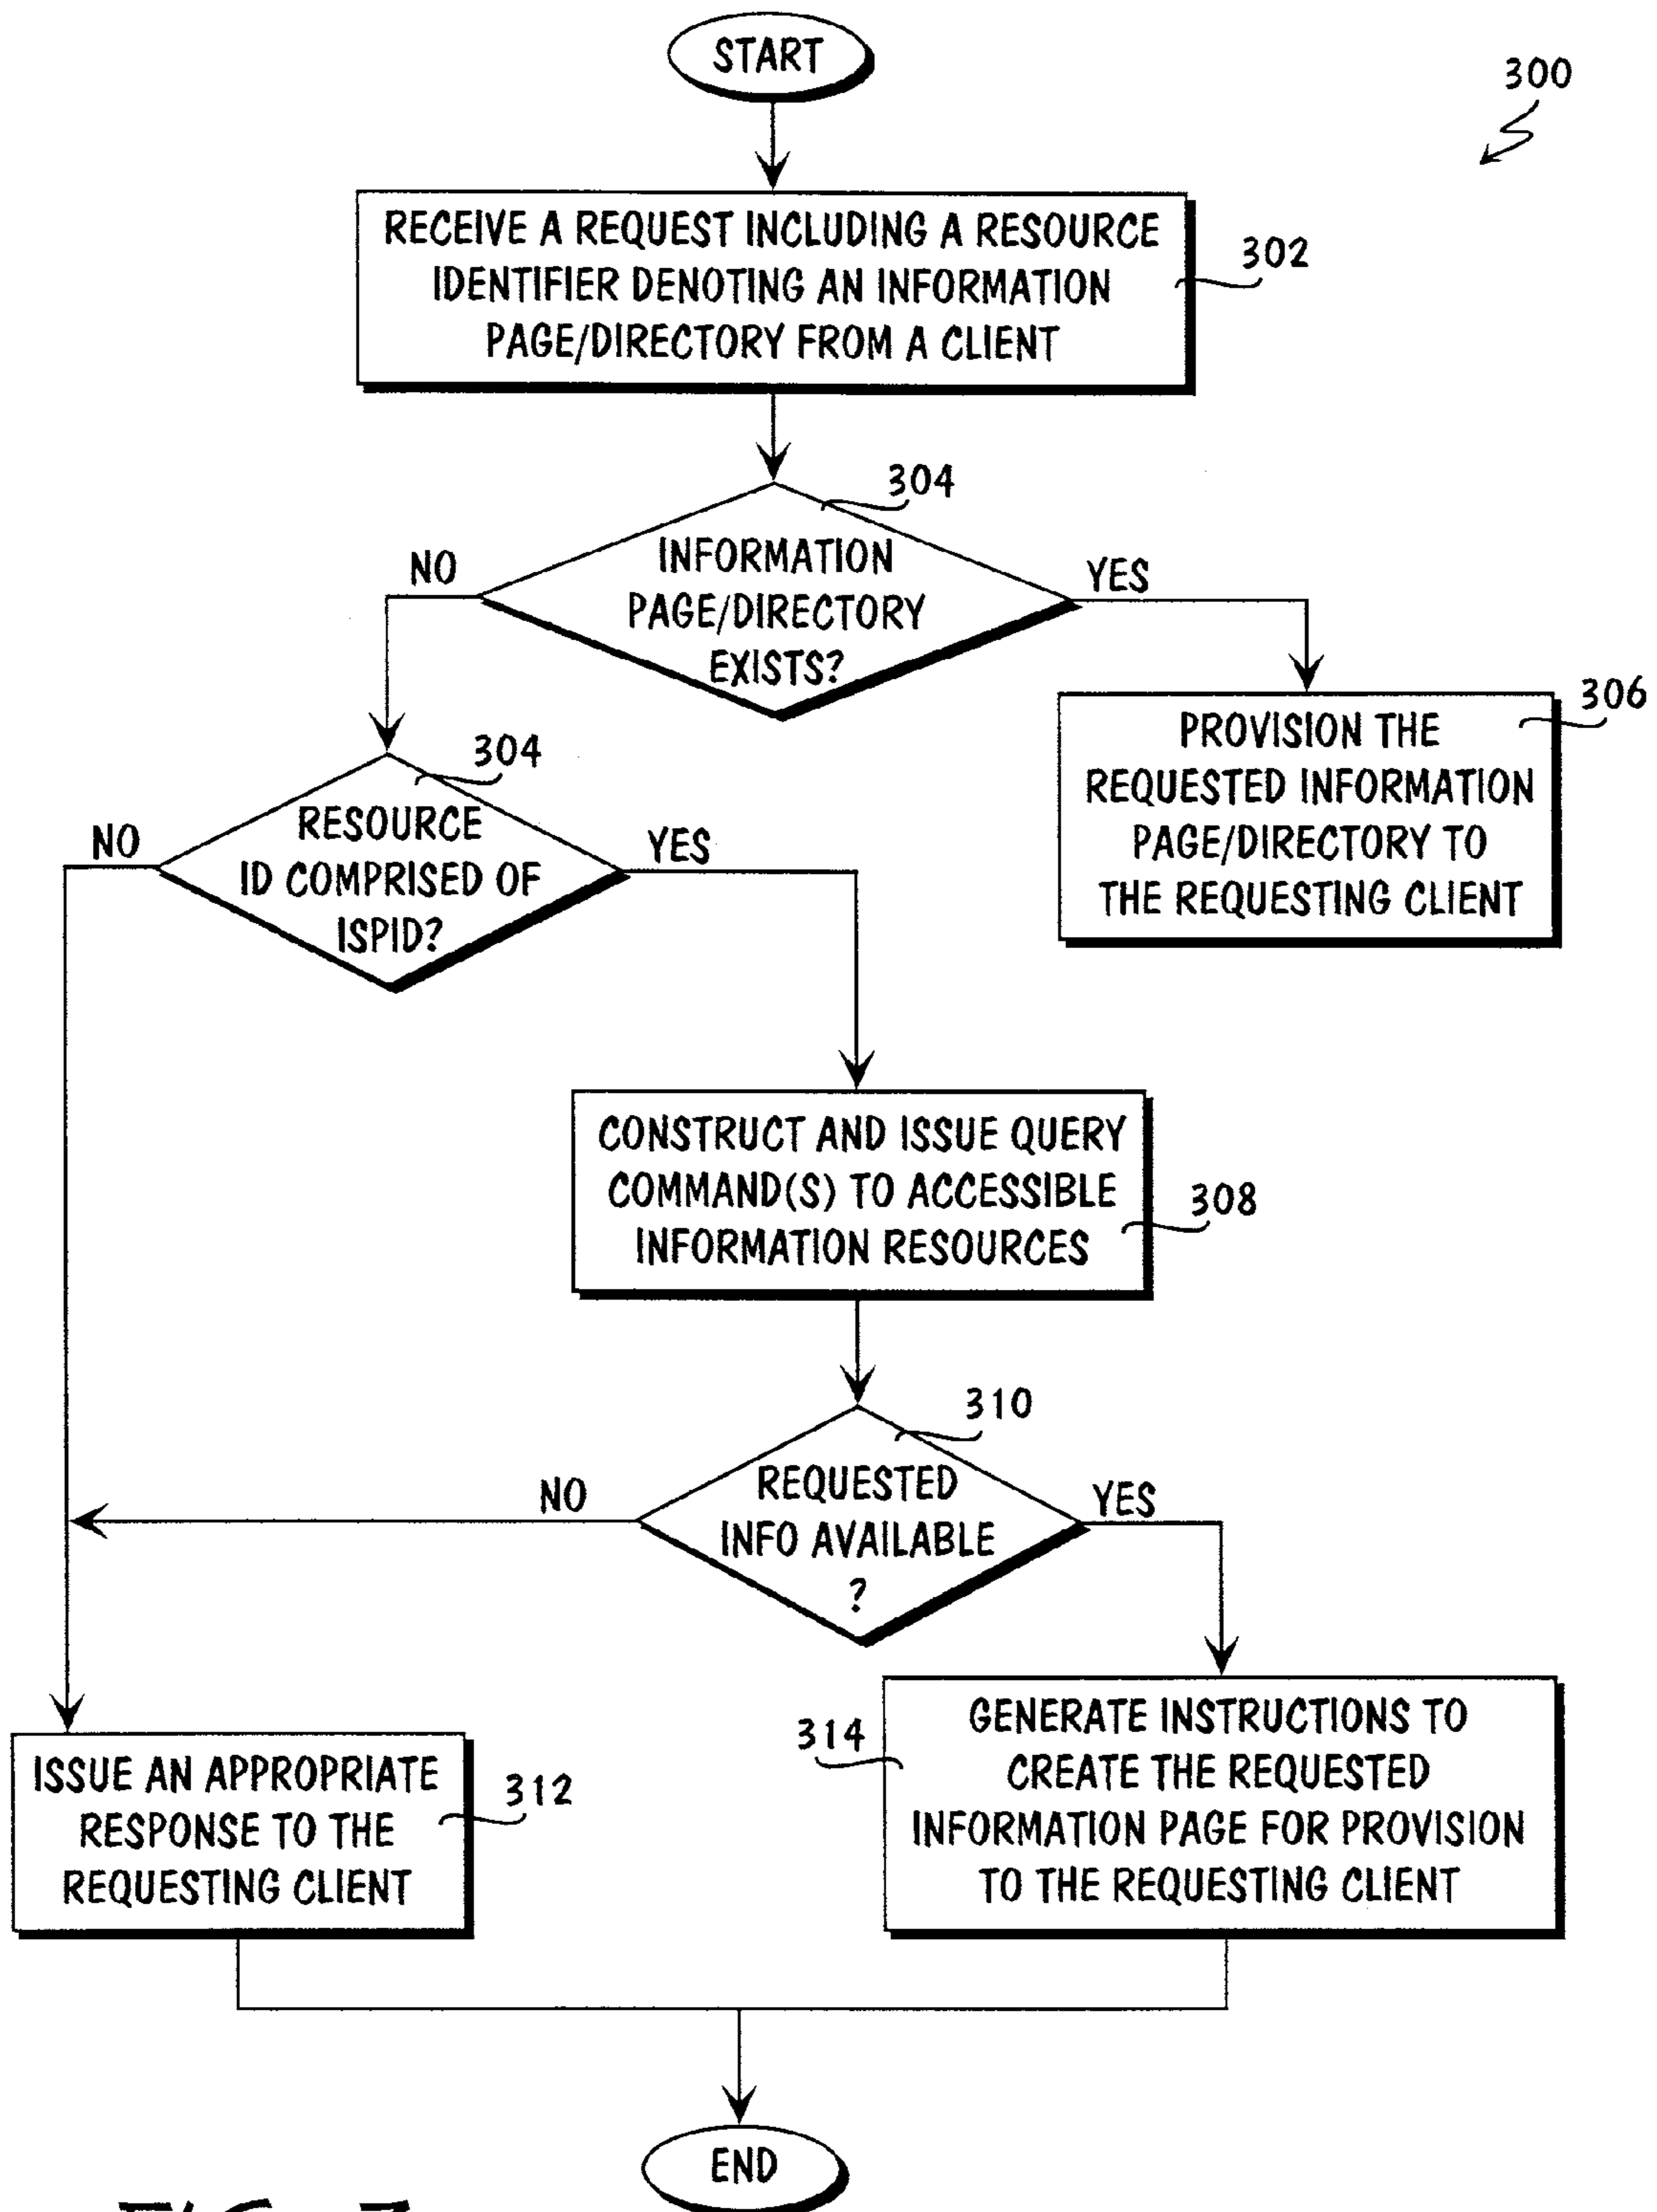 START
300
RECEIVE A REQUEST INCLUDING A RESOURCE
IDENTIFIER DENOTING AN INFORMATION
PAGE/DIRECTORY FROM A CLIENT
302
304
INFORMATION
PAGE/DIRECTORY
EXISTS?
NO
YES
306
PROVISION THE
REQUESTED INFORMATION
PAGE/DIRECTORY TO
THE REQUESTING CLIENT
304
RESOURCE
ID COMPRISED OF
ISPID?
NO
YES
CONSTRUCT AND ISSUE QUERY
COMMAND(S) TO ACCESSIBLE
INFORMATION RESOURCES
308
310
REQUESTED
INFO AVAILABLE
?
NO
YES
ISSUE AN APPROPRIATE
RESPONSE TO THE
REQUESTING CLIENT
312
314
GENERATE INSTRUCTIONS TO
CREATE THE REQUESTED
INFORMATION PAGE FOR PROVISION
TO THE REQUESTING CLIENT
END